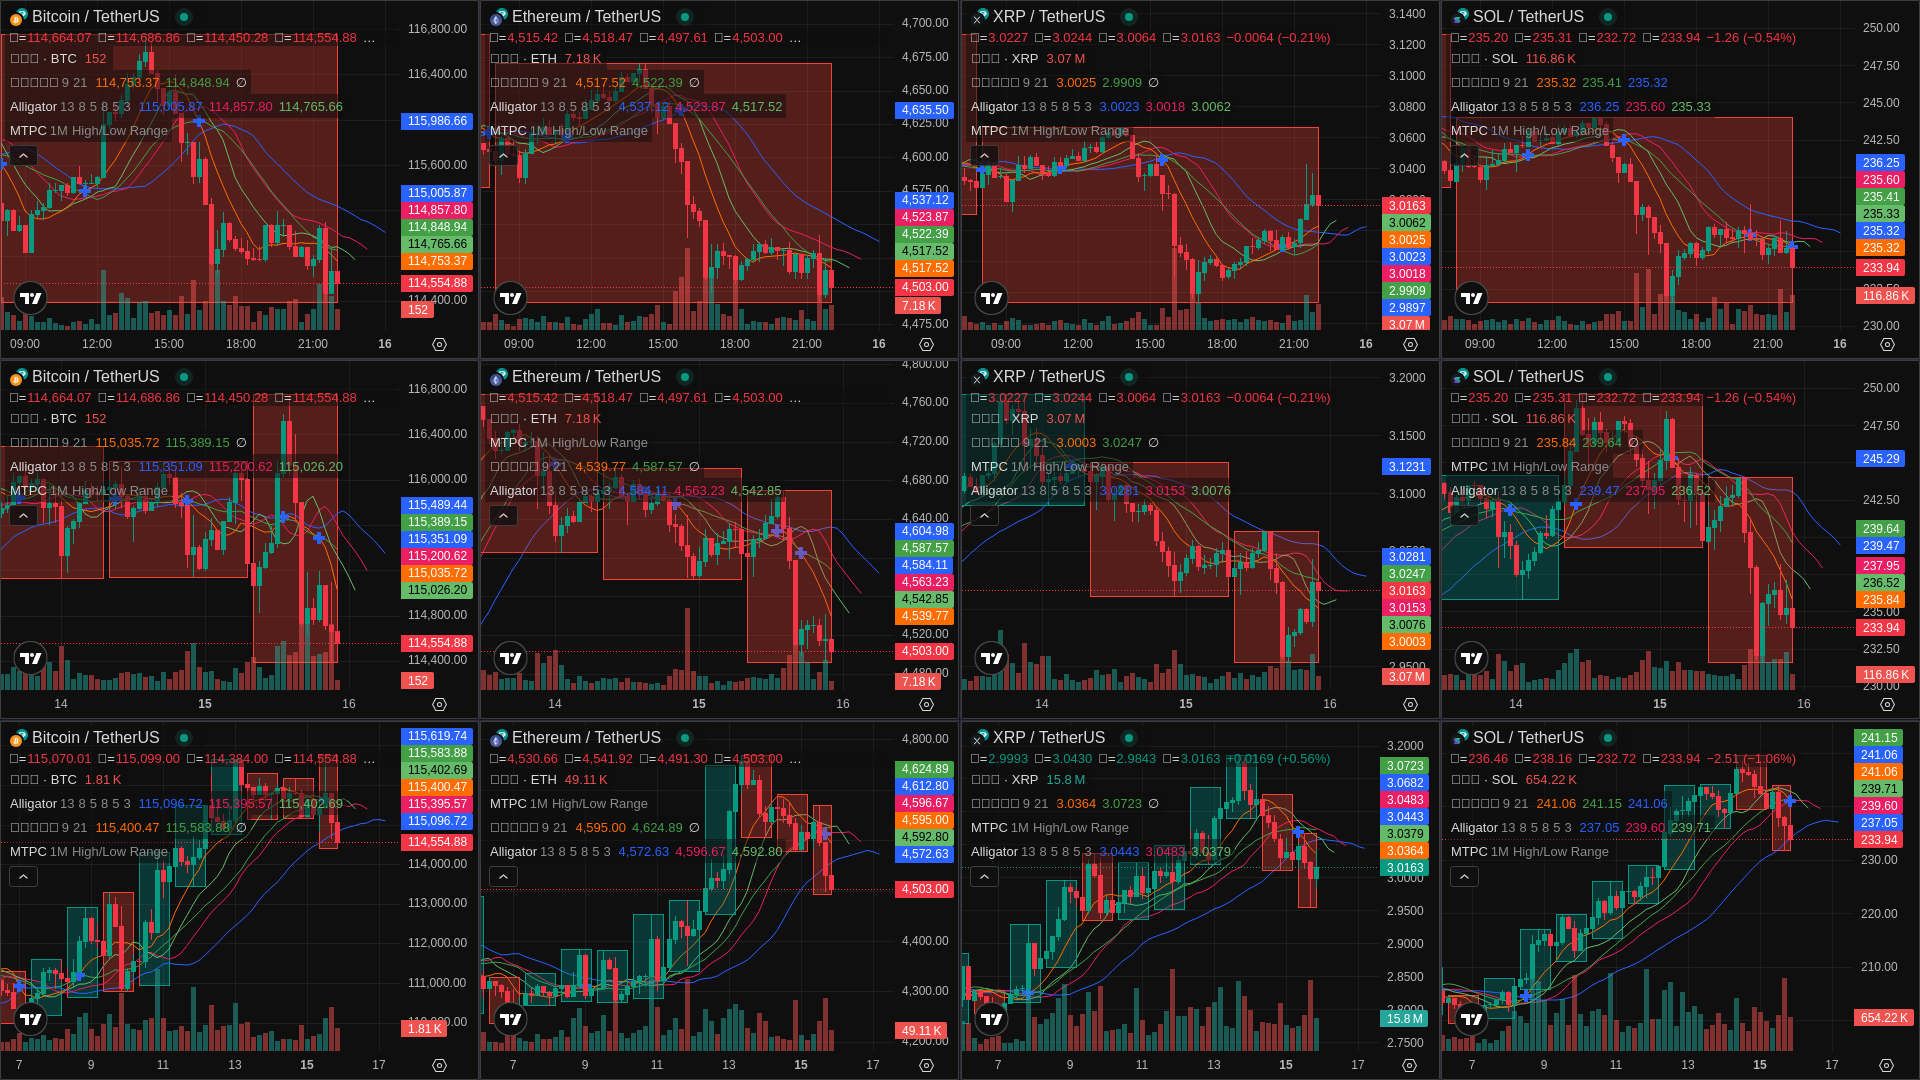 Bitcoin / TetherUS
=114,664.07 =114,686.86 =114,450.28 =114,554.88 …
· BTC 152
9 21 114,753.37 114,848.94 ∅
Alligator 13 8 5 8 5 3 115,005.87 114,857.80 114,765.66
MTPC 1M High/Low Range
116,800.00
116,400.00
115,986.66
115,600.00
115,005.87
114,857.80
114,848.94
114,765.66
114,753.37
114,554.88
114,400.00
152
09:00 12:00 15:00 18:00 21:00 16
Ethereum / TetherUS
=4,515.42 =4,518.47 =4,497.61 =4,503.00 …
· ETH 7.18 K
9 21 4,517.52 4,522.39 ∅
Alligator 13 8 5 8 5 3 4,537.12 4,523.87 4,517.52
MTPC 1M High/Low Range
4,700.00
4,675.00
4,650.00
4,635.50
4,625.00
4,600.00
4,575.00
4,537.12
4,523.87
4,522.39
4,517.52
4,517.52
4,503.00
7.18 K
4,475.00
09:00 12:00 15:00 18:00 21:00 16
XRP / TetherUS
=3.0227 =3.0244 =3.0064 =3.0163 −0.0064 (−0.21%)
· XRP 3.07 M
9 21 3.0025 2.9909 ∅
Alligator 13 8 5 8 5 3 3.0023 3.0018 3.0062
MTPC 1M High/Low Range
3.1400
3.1200
3.1000
3.0800
3.0600
3.0400
3.0163
3.0062
3.0025
3.0023
3.0018
2.9909
2.9897
3.07 M
09:00 12:00 15:00 18:00 21:00 16
SOL / TetherUS
=235.20 =235.31 =232.72 =233.94 −1.26 (−0.54%)
· SOL 116.86 K
9 21 235.32 235.41 235.32
Alligator 13 8 5 8 5 3 236.25 235.60 235.33
MTPC 1M High/Low Range
250.00
247.50
245.00
242.50
236.25
235.60
235.41
235.33
235.32
235.32
233.94
116.86 K
230.00
09:00 12:00 15:00 18:00 21:00 16
Bitcoin / TetherUS
=114,664.07 =114,686.86 =114,450.28 =114,554.88 …
· BTC 152
9 21 115,035.72 115,389.15 ∅
Alligator 13 8 5 8 5 3 115,351.09 115,200.62 115,026.20
MTPC 1M High/Low Range
116,800.00
116,400.00
116,000.00
115,489.44
115,389.15
115,351.09
115,200.62
115,035.72
115,026.20
114,800.00
114,554.88
114,400.00
152
14 15 16
Ethereum / TetherUS
=4,515.42 =4,518.47 =4,497.61 =4,503.00 …
· ETH 7.18 K
MTPC 1M High/Low Range
9 21 4,539.77 4,587.57 ∅
Alligator 13 8 5 8 5 3 4,584.11 4,563.23 4,542.85
4,800.00
4,760.00
4,720.00
4,680.00
4,640.00
4,604.98
4,587.57
4,584.11
4,563.23
4,542.85
4,539.77
4,520.00
4,503.00
7.18 K
14 15 16
XRP / TetherUS
=3.0227 =3.0244 =3.0064 =3.0163 −0.0064 (−0.21%)
· XRP 3.07 M
9 21 3.0003 3.0247 ∅
MTPC 1M High/Low Range
Alligator 13 8 5 8 5 3 3.0281 3.0153 3.0076
3.2000
3.1500
3.1231
3.1000
3.0281
3.0247
3.0163
3.0153
3.0076
3.0003
2.9500
3.07 M
14 15 16
SOL / TetherUS
=235.20 =235.31 =232.72 =233.94 −1.26 (−0.54%)
· SOL 116.86 K
9 21 235.84 239.64 ∅
MTPC 1M High/Low Range
Alligator 13 8 5 8 5 3 239.47 237.95 236.52
250.00
247.50
245.29
242.50
239.64
239.47
237.95
236.52
235.84
235.00
233.94
232.50
116.86 K
230.00
14 15 16
Bitcoin / TetherUS
=115,070.01 =115,099.00 =114,384.00 =114,554.88 …
· BTC 1.81 K
Alligator 13 8 5 8 5 3 115,096.72 115,395.57 115,402.69
9 21 115,400.47 115,583.88 ∅
MTPC 1M High/Low Range
115,619.74
115,583.88
115,402.69
115,400.47
115,395.57
115,096.72
114,554.88
114,000.00
113,000.00
112,000.00
111,000.00
1.81 K
7 9 11 13 15 17
Ethereum / TetherUS
=4,530.66 =4,541.92 =4,491.30 =4,503.00 …
· ETH 49.11 K
MTPC 1M High/Low Range
9 21 4,595.00 4,624.89 ∅
Alligator 13 8 5 8 5 3 4,572.63 4,596.67 4,592.80
4,800.00
4,624.89
4,612.80
4,596.67
4,595.00
4,592.80
4,572.63
4,503.00
4,400.00
4,300.00
49.11 K
4,200.00
7 9 11 13 15 17
XRP / TetherUS
=2.9993 =3.0430 =2.9843 =3.0163 +0.0169 (+0.56%)
· XRP 15.8 M
9 21 3.0364 3.0723 ∅
MTPC 1M High/Low Range
Alligator 13 8 5 8 5 3 3.0443 3.0483 3.0379
3.2000
3.0723
3.0682
3.0483
3.0443
3.0379
3.0364
3.0163
3.0000
2.9500
2.9000
2.8500
2.8000
15.8 M
2.7500
7 9 11 13 15 17
SOL / TetherUS
=236.46 =238.16 =232.72 =233.94 −2.51 (−1.06%)
· SOL 654.22 K
9 21 241.06 241.15 241.06
Alligator 13 8 5 8 5 3 237.05 239.60 239.71
MTPC 1M High/Low Range
241.15
241.06
241.06
239.71
239.60
237.05
233.94
230.00
220.00
210.00
654.22 K
7 9 11 13 15 17